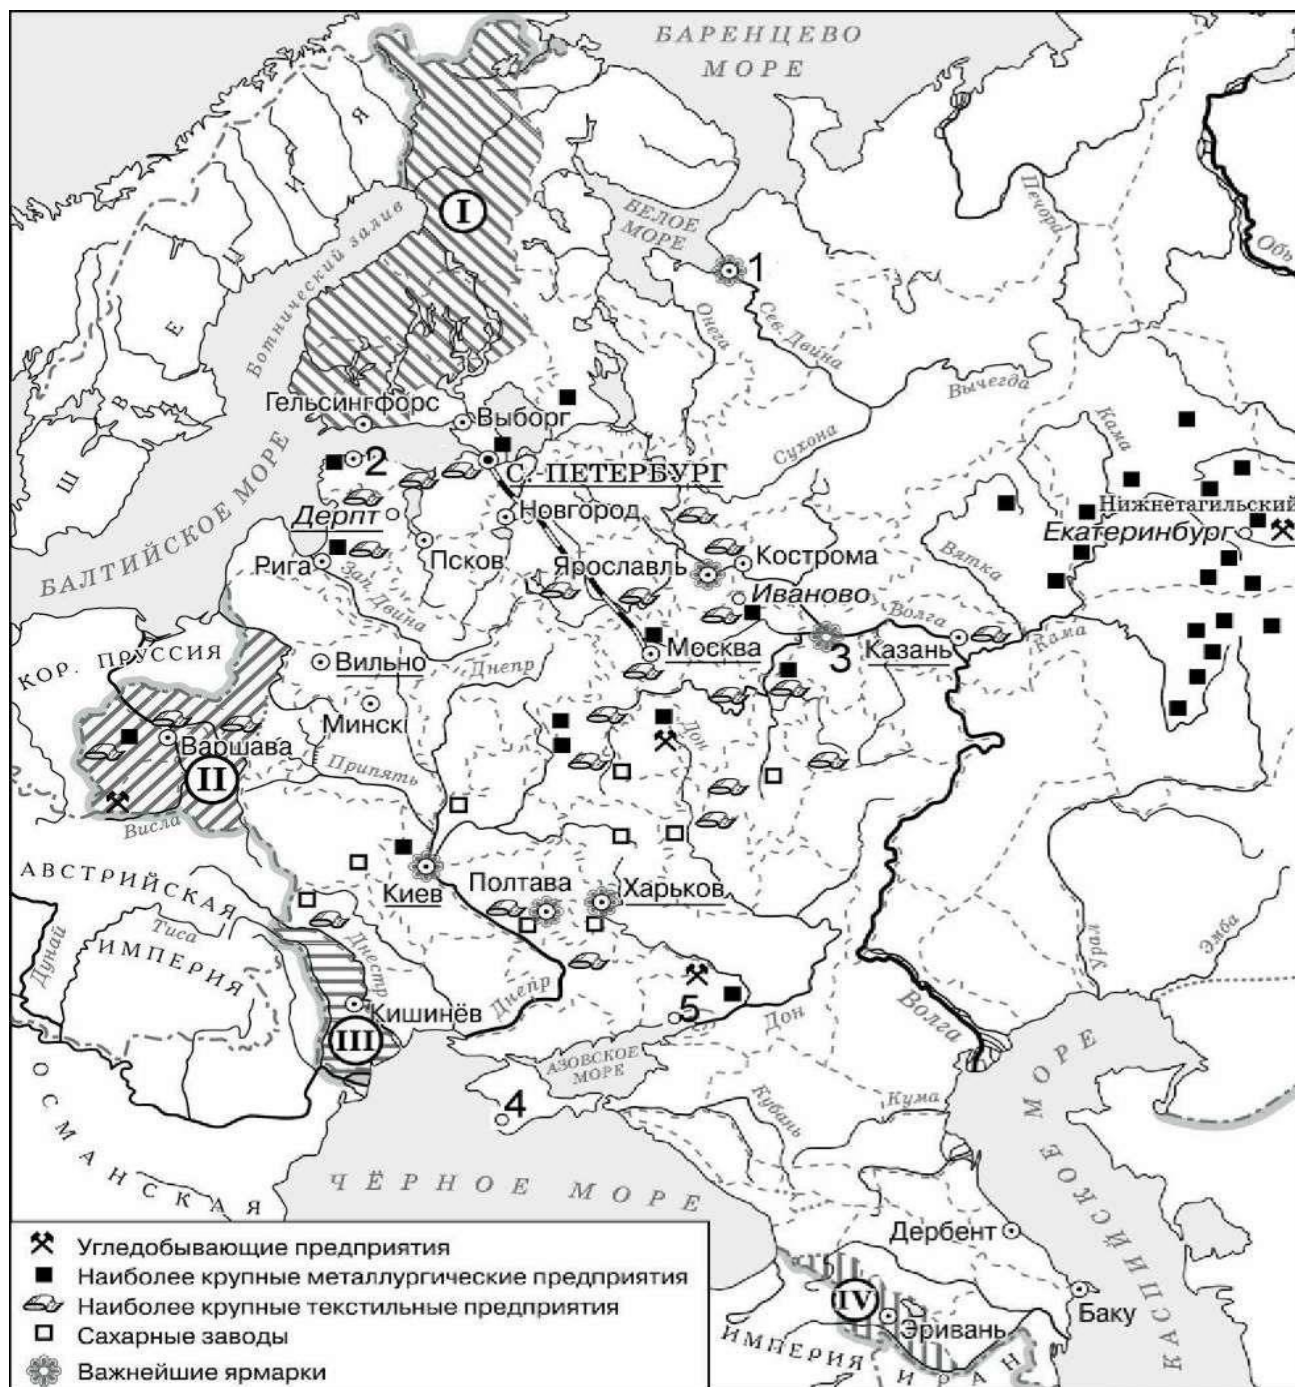 БАРЕНЦЕВО
МОРЕ
ШВЕЦИЯ
Ботнический залив
I
БЕЛОЕ
МОРЕ
1
Печора
Обь
Онега
Сев. Двина
Вычегда
Сухона
Кама
Гельсингфорс
Выборг
2
С.-ПЕТЕРБУРГ
БАЛТИЙСКОЕ МОРЕ
Дерпт
Новгород
Нижнетагильский
Екатеринбург
Рига
Зап. Двина
Псков
Ярославль
Кострома
Вятка
Иваново
Волга
КОР. ПРУССИЯ
Вильно
Днепр
Москва
3
Казань
Кама
Минск
Дон
Варшава
II
Припять
Висла
АВСТРИЙСКАЯ
ИМПЕРИЯ
Киев
Полтава
Харьков
Тиса
Дунай
Днестр
Урал
Эмба
Кишинёв
Днепр
III
5
Дон
Волга
АЗОВСКОЕ
МОРЕ
4
Кубань
Кума
ОСМАНСКАЯ
ЧЁРНОЕ МОРЕ
КАСПИЙСКОЕ МОРЕ
Дербент
IV
Эривань
Баку
ИМПЕРИЯ
ИРАН
Угледобывающие предприятия
Наиболее крупные металлургические предприятия
Наиболее крупные текстильные предприятия
Сахарные заводы
Важнейшие ярмарки